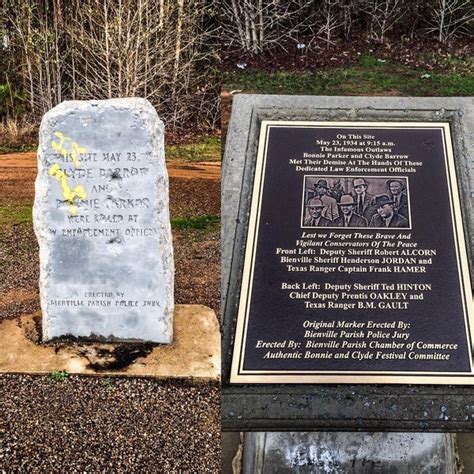 THIS SITE MAY 23,
CLYDE BARROW
AND
BONNIE PARKER
WERE KILLED AT
ERECTED BY
BIENVILLE PARISH POLICE JURY
On This Site
May 23, 1934 at 9:15 a.m.
The Infamous Outlaws
Bonnie Parker and Clyde Barrow
Met Their Demise At The Hands Of These
Dedicated Law Enforcement Officials
Lest we Forget These Brave And
Vigilant Conservators Of The Peace
Front Left: Deputy Sheriff Robert ALCORN
Bienville Sheriff Henderson JORDAN and
Texas Ranger Captain Frank HAMER
Back Left: Deputy Sheriff Ted HINTON
Chief Deputy Prentis OAKLEY and
Texas Ranger B.M. GAULT
Original Marker Erected By:
Bienville Parish Police Jury
Erected By: Bienville Parish Chamber of Commerce
Authentic Bonnie and Clyde Festival Committee